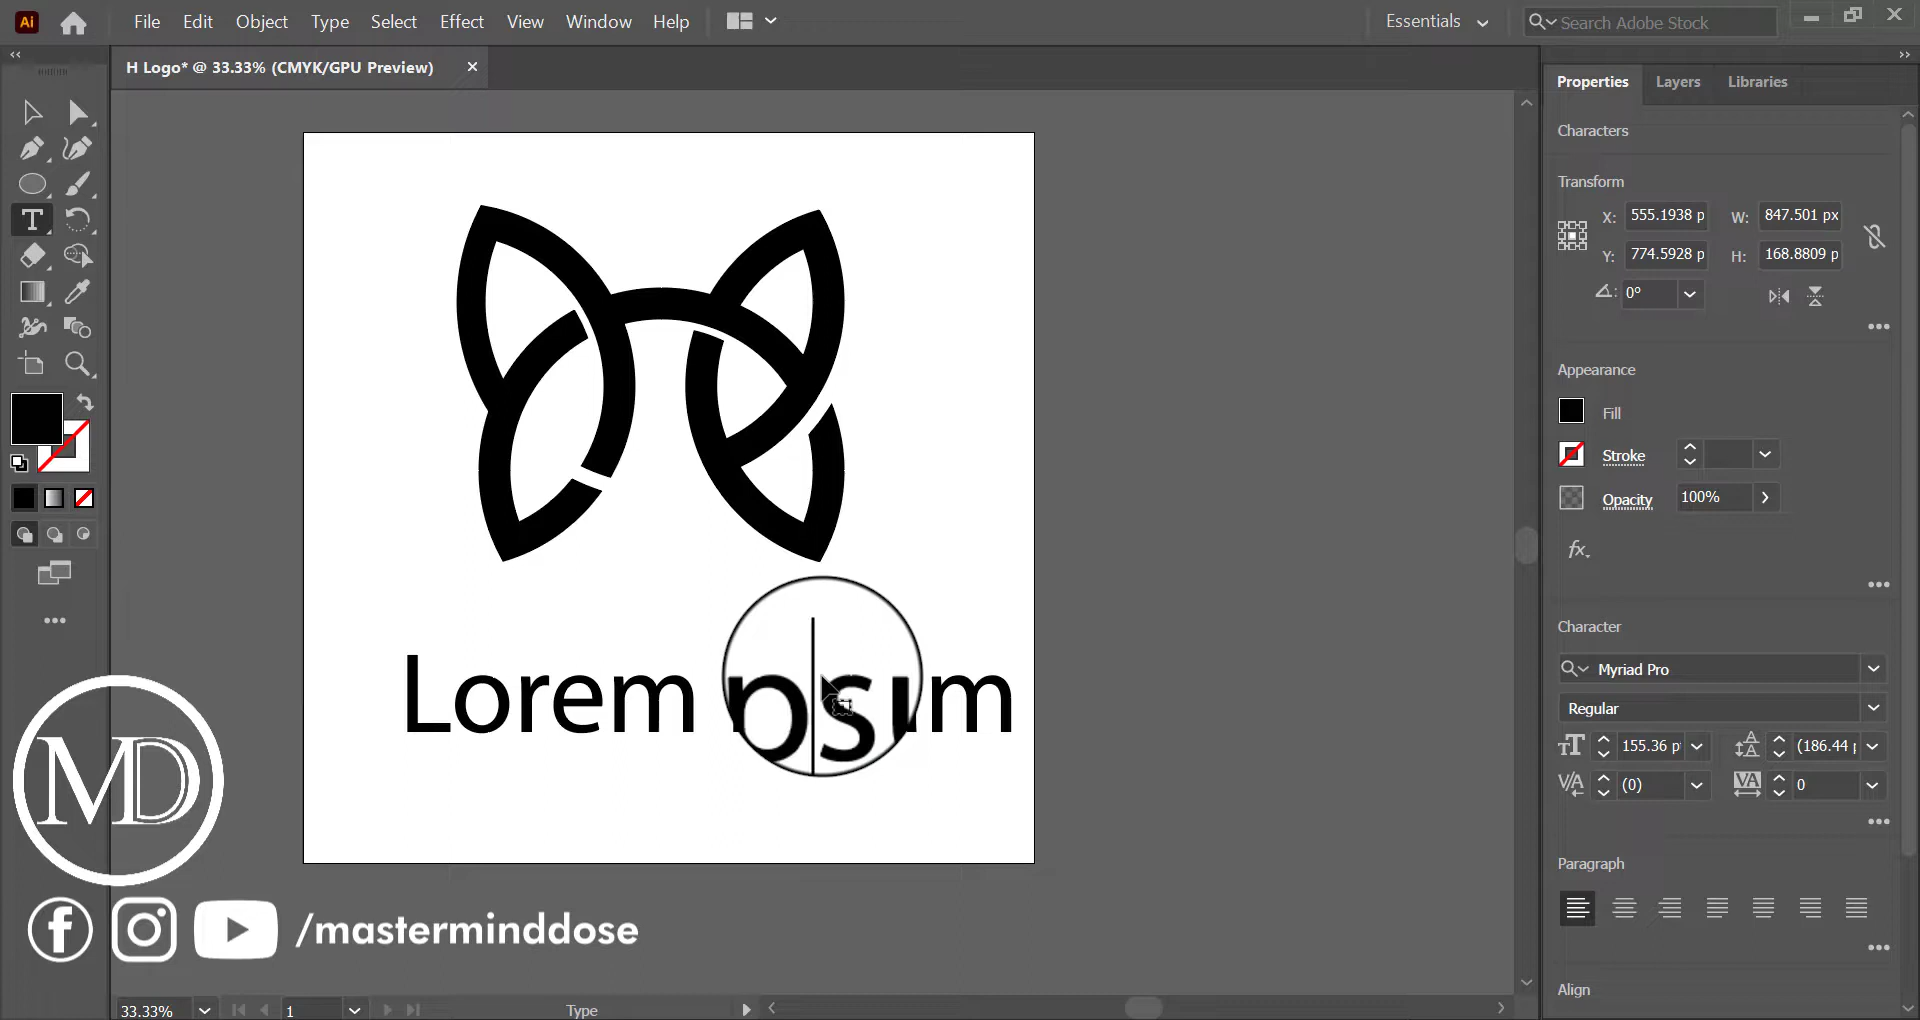 Ai File Edit Object Type Select Effect View Window Help Essentials Search Adobe Stock
H Logo* @ 33.33% (CMYK/GPU Preview)
Properties Layers Libraries
Characters
Transform
X: 555.1938 p W: 847.501 px
Y: 774.5928 p H: 168.8809 p
0°
Appearance
Fill
Stroke
Opacity 100%
fx.
Character
Myriad Pro
Regular
155.36 p (186.44 p
(0) 0
Paragraph
Align
Lorem
MD
/masterminddose
33.33% 1 Type